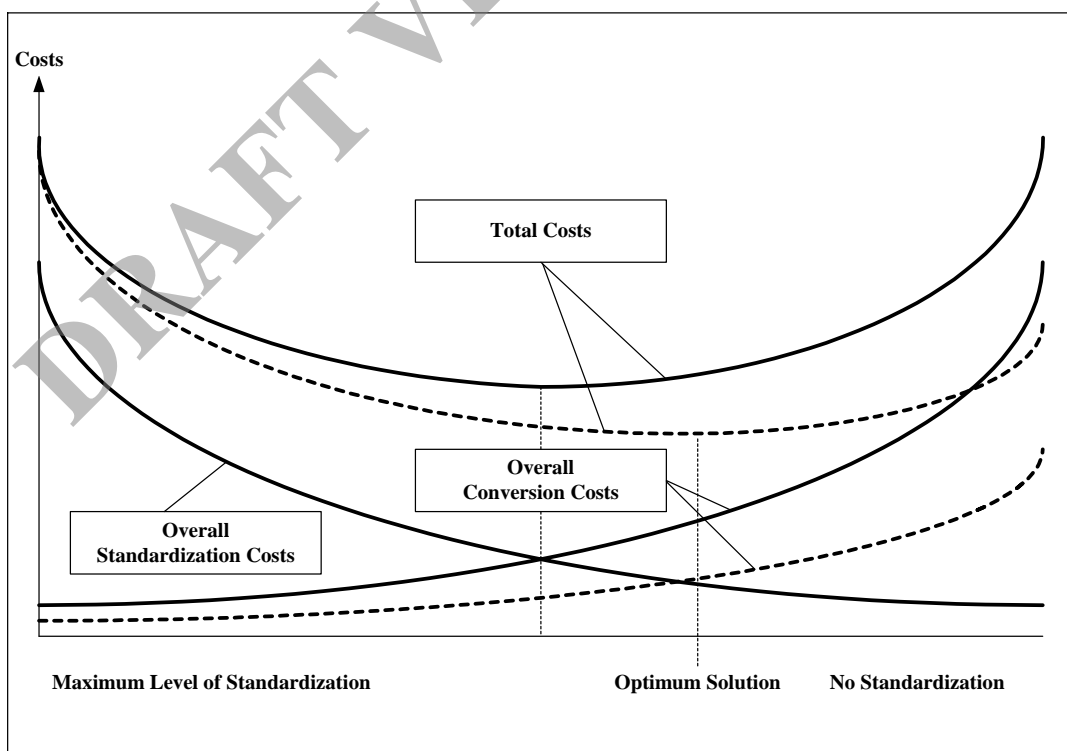 DRAFT V
Costs
Total Costs
Overall
Conversion Costs
Overall
Standardization Costs
Maximum Level of Standardization
Optimum Solution
No Standardization